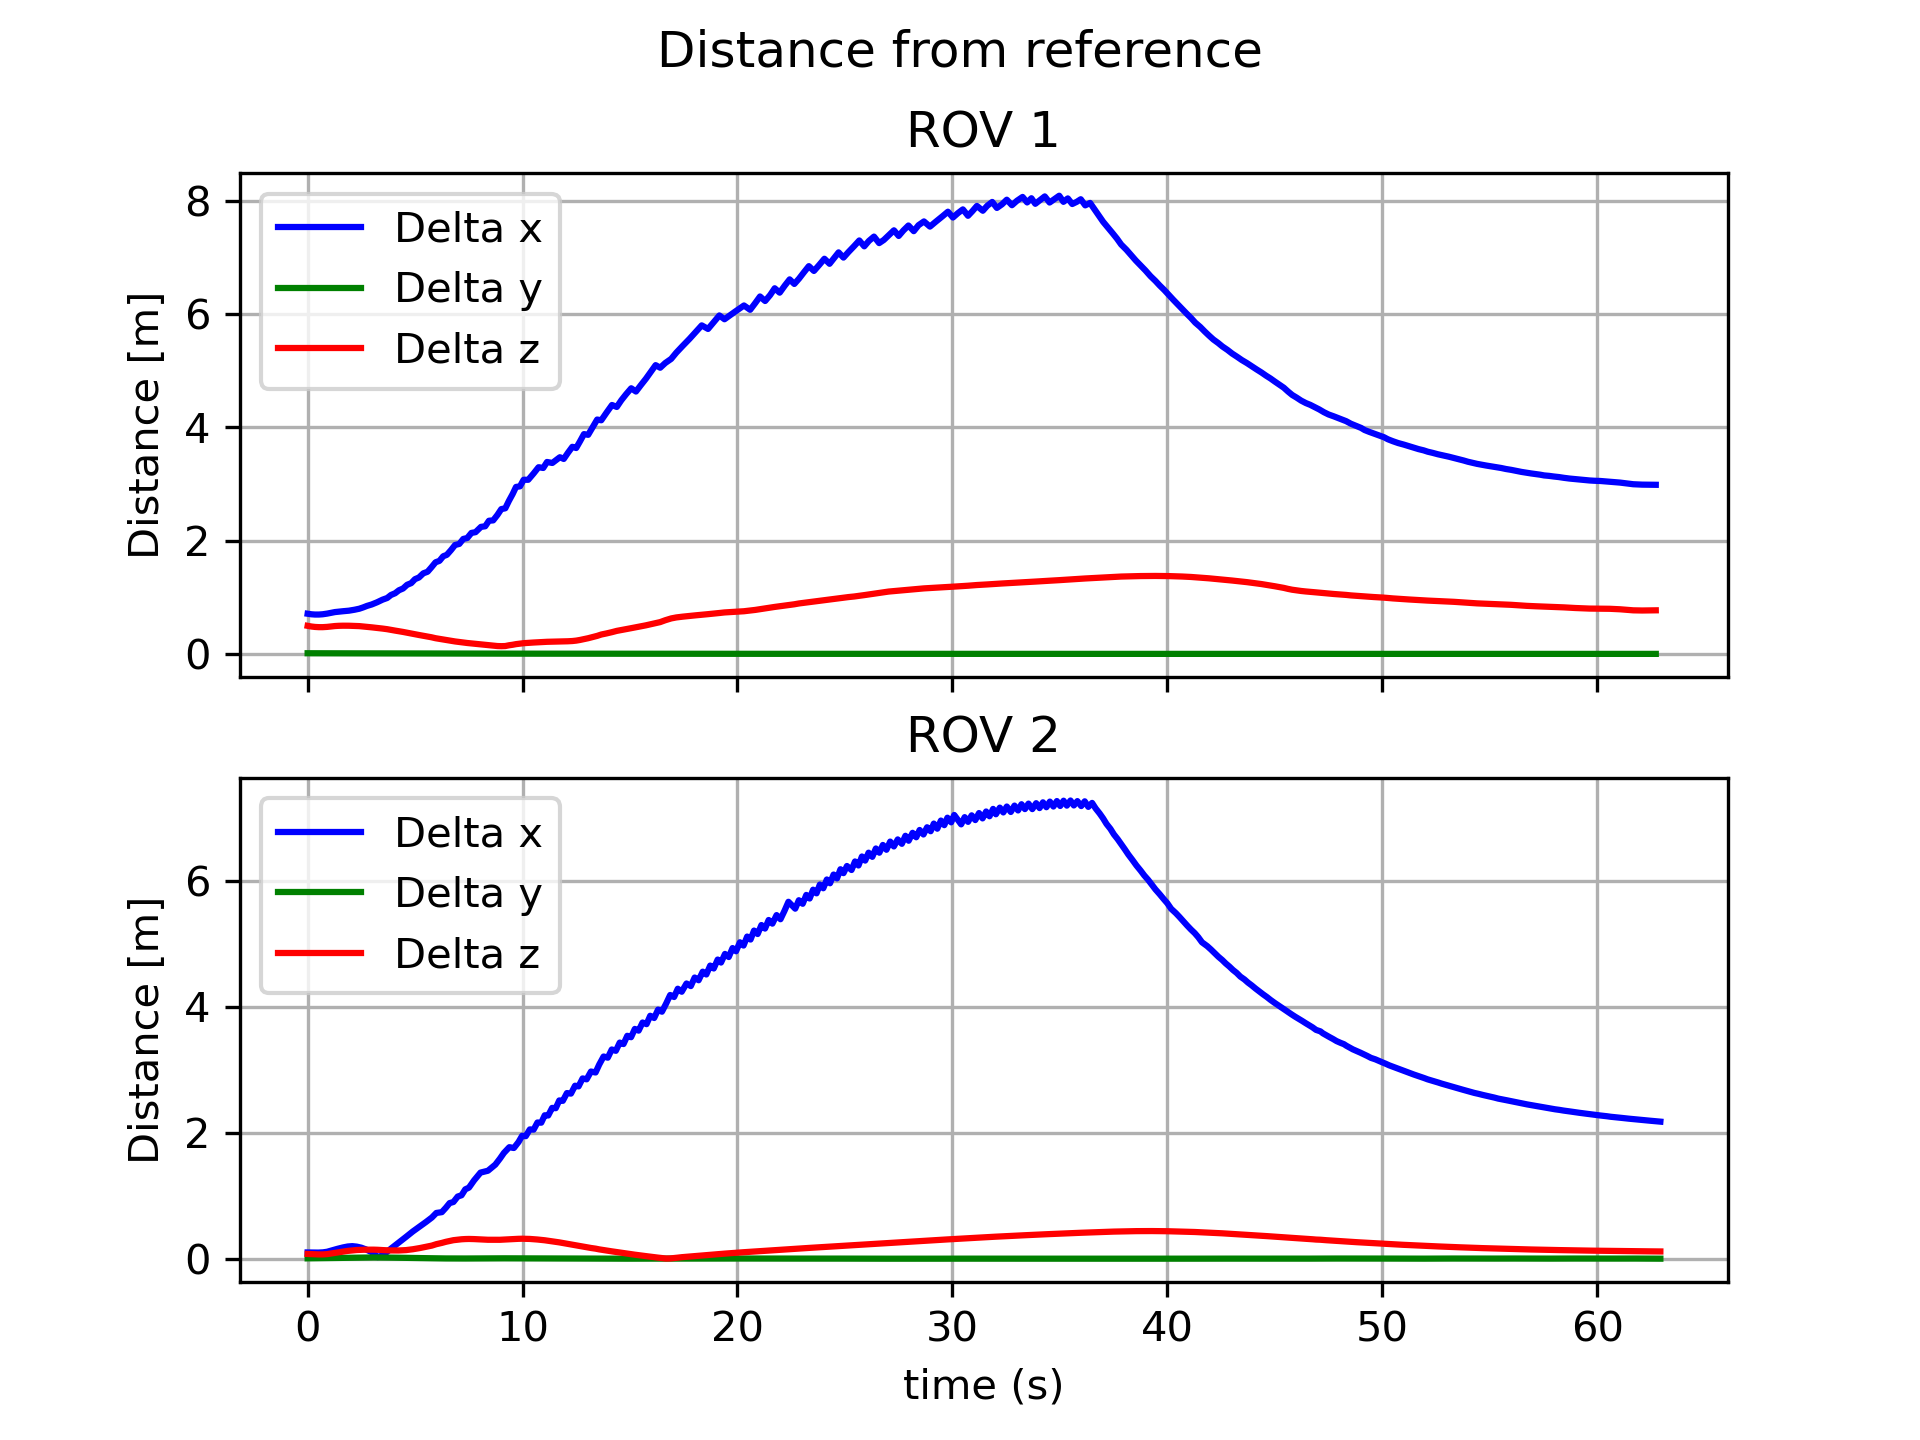 Distance from reference
ROV 1
8
6
4
2
0
Distance [m]
Delta x
Delta y
Delta z
ROV 2
6
4
2
0
Distance [m]
Delta x
Delta y
Delta z
0 10 20 30 40 50 60
time (s)